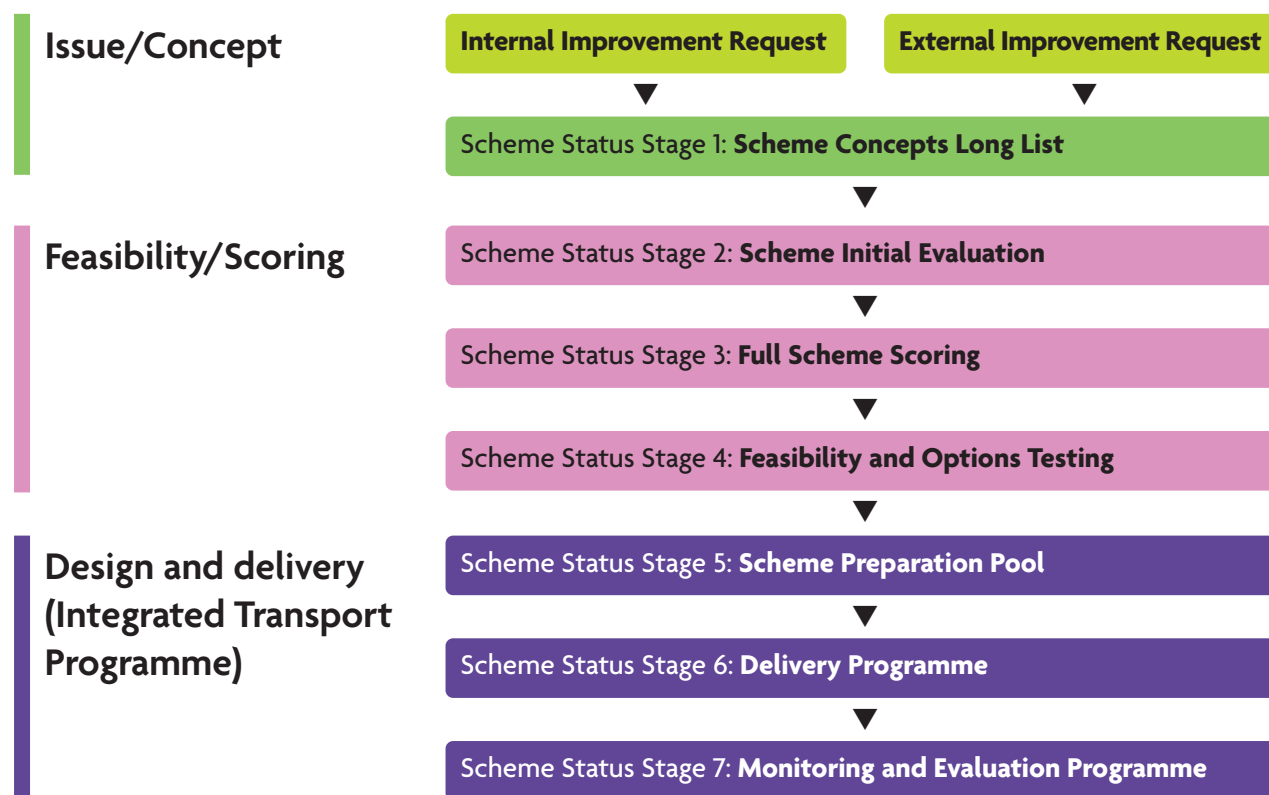 Issue/Concept
Internal Improvement Request
External Improvement Request
Scheme Status Stage 1: Scheme Concepts Long List
Feasibility/Scoring
Scheme Status Stage 2: Scheme Initial Evaluation
Scheme Status Stage 3: Full Scheme Scoring
Scheme Status Stage 4: Feasibility and Options Testing
Design and delivery
(Integrated Transport
Programme)
Scheme Status Stage 5: Scheme Preparation Pool
Scheme Status Stage 6: Delivery Programme
Scheme Status Stage 7: Monitoring and Evaluation Programme